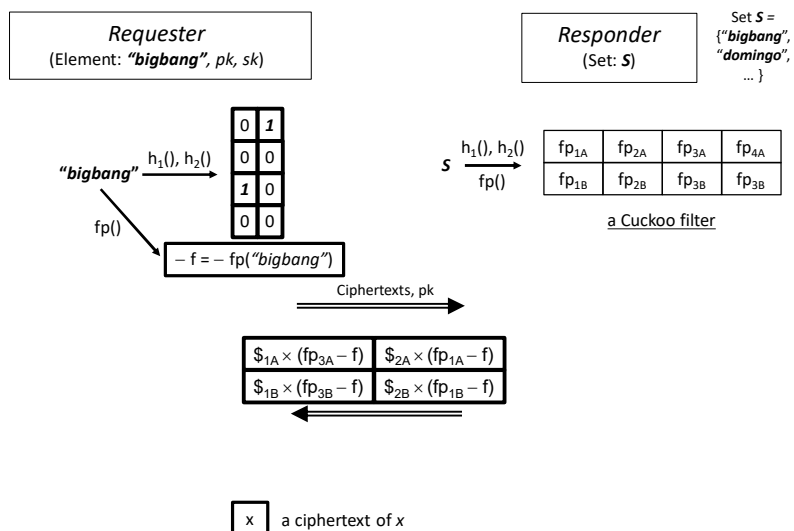 Requester
(Element: “bigbang”, pk, sk)
Responder
(Set: S)
Set S =
{“bigbang”,
“domingo”,
… }
0 1
0 0
1 0
0 0
“bigbang”
h₁(), h₂()
fp()
− f = − fp(“bigbang”)
S
h₁(), h₂()
fp()
fp₁A fp₂A fp₃A fp₄A
fp₁B fp₂B fp₃B fp₃B
a Cuckoo filter
Ciphertexts, pk
$₁A × (fp₃A − f) $₂A × (fp₁A − f)
$₁B × (fp₃B − f) $₂B × (fp₁B − f)
x a ciphertext of x